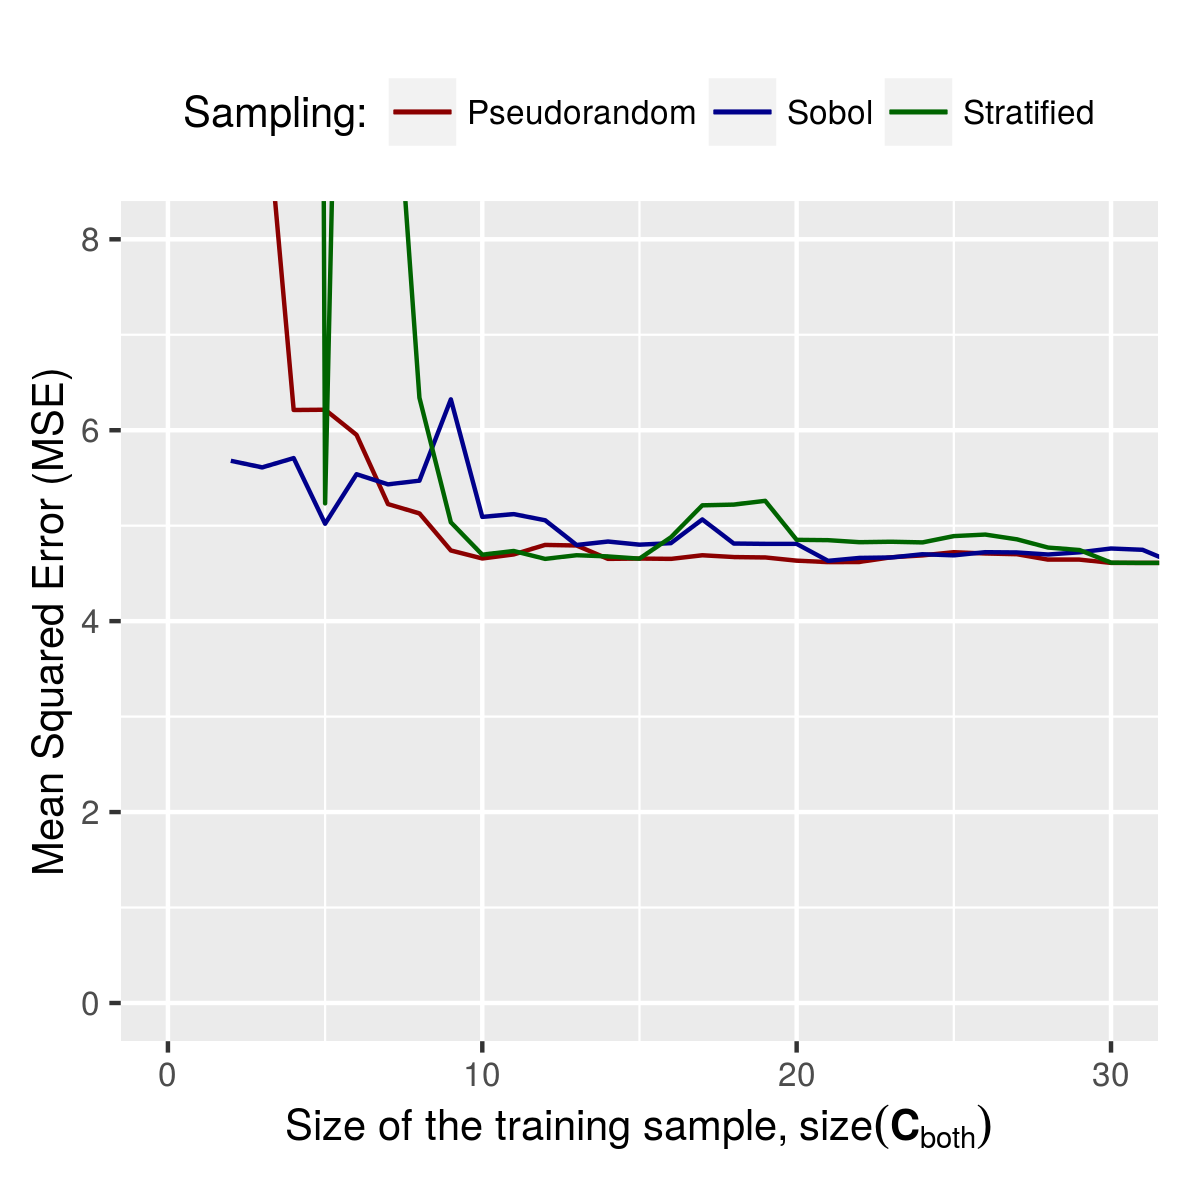 Sampling: Pseudorandom Sobol Stratified
Mean Squared Error (MSE)
8
6
4
2
0
0 10 20 30
Size of the training sample, size(C_both)